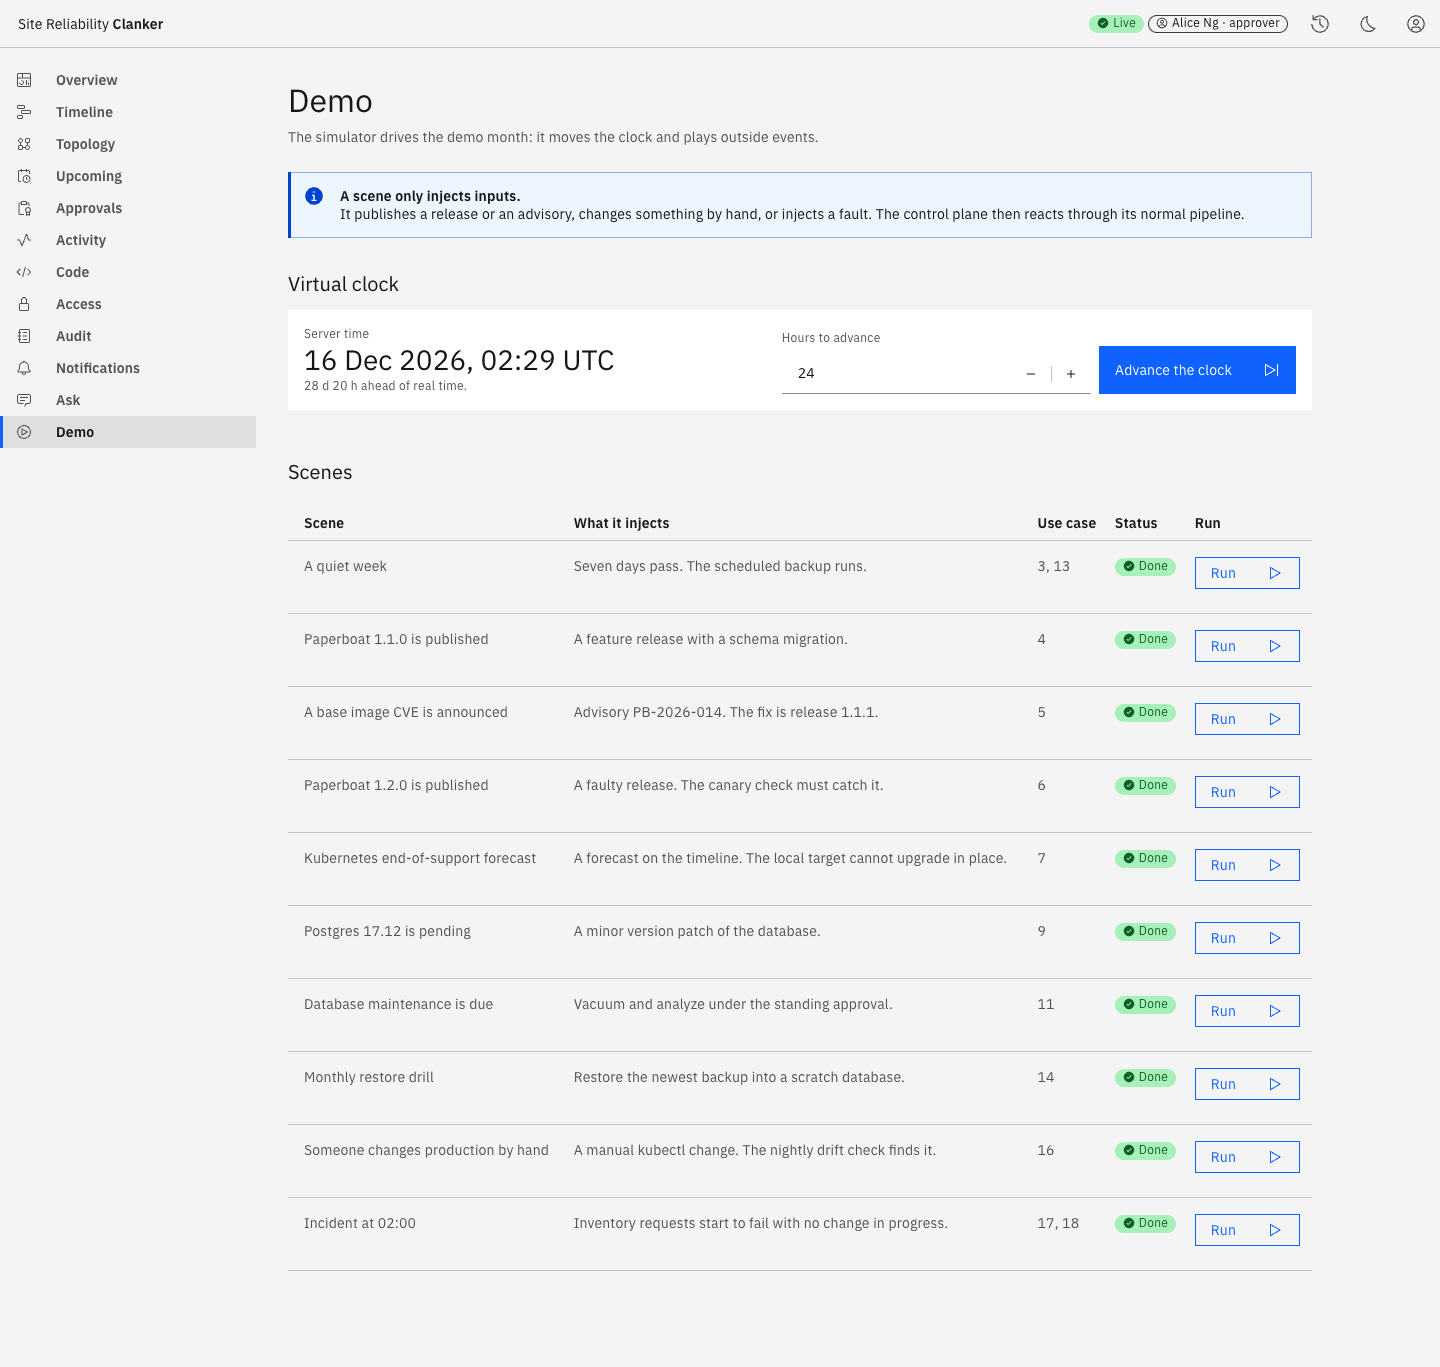 Site Reliability Clanker
Live
Alice Ng · approver
Overview
Timeline
Topology
Upcoming
Approvals
Activity
Code
Access
Audit
Notifications
Ask
Demo
Demo
The simulator drives the demo month: it moves the clock and plays outside events.
A scene only injects inputs.
It publishes a release or an advisory, changes something by hand, or injects a fault. The control plane then reacts through its normal pipeline.
Virtual clock
Server time
16 Dec 2026, 02:29 UTC
28 d 20 h ahead of real time.
Hours to advance
24
Advance the clock
Scenes
Scene What it injects Use case Status Run
A quiet week Seven days pass. The scheduled backup runs. 3, 13 Done Run
Paperboat 1.1.0 is published A feature release with a schema migration. 4 Done Run
A base image CVE is announced Advisory PB-2026-014. The fix is release 1.1.1. 5 Done Run
Paperboat 1.2.0 is published A faulty release. The canary check must catch it. 6 Done Run
Kubernetes end-of-support forecast A forecast on the timeline. The local target cannot upgrade in place. 7 Done Run
Postgres 17.12 is pending A minor version patch of the database. 9 Done Run
Database maintenance is due Vacuum and analyze under the standing approval. 11 Done Run
Monthly restore drill Restore the newest backup into a scratch database. 14 Done Run
Someone changes production by hand A manual kubectl change. The nightly drift check finds it. 16 Done Run
Incident at 02:00 Inventory requests start to fail with no change in progress. 17, 18 Done Run